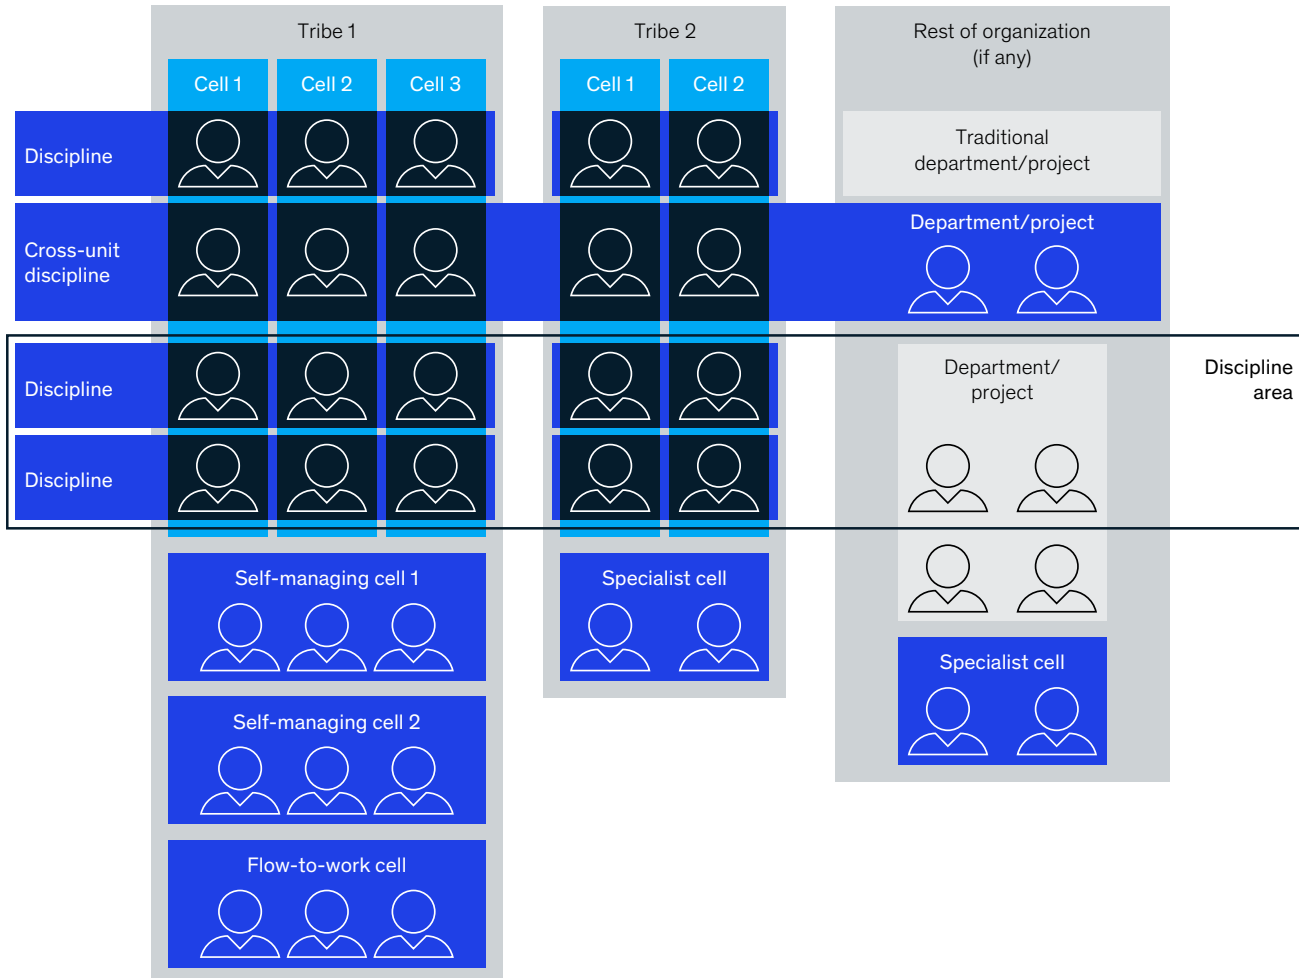 Tribe 1
Tribe 2
Rest of organization
(if any)
Cell 1
Cell 2
Cell 3
Cell 1
Cell 2
Discipline
Traditional
department/project
Cross-unit
discipline
Department/project
Discipline
Department/
project
Discipline
area
Discipline
Self-managing cell 1
Specialist cell
Specialist cell
Self-managing cell 2
Flow-to-work cell